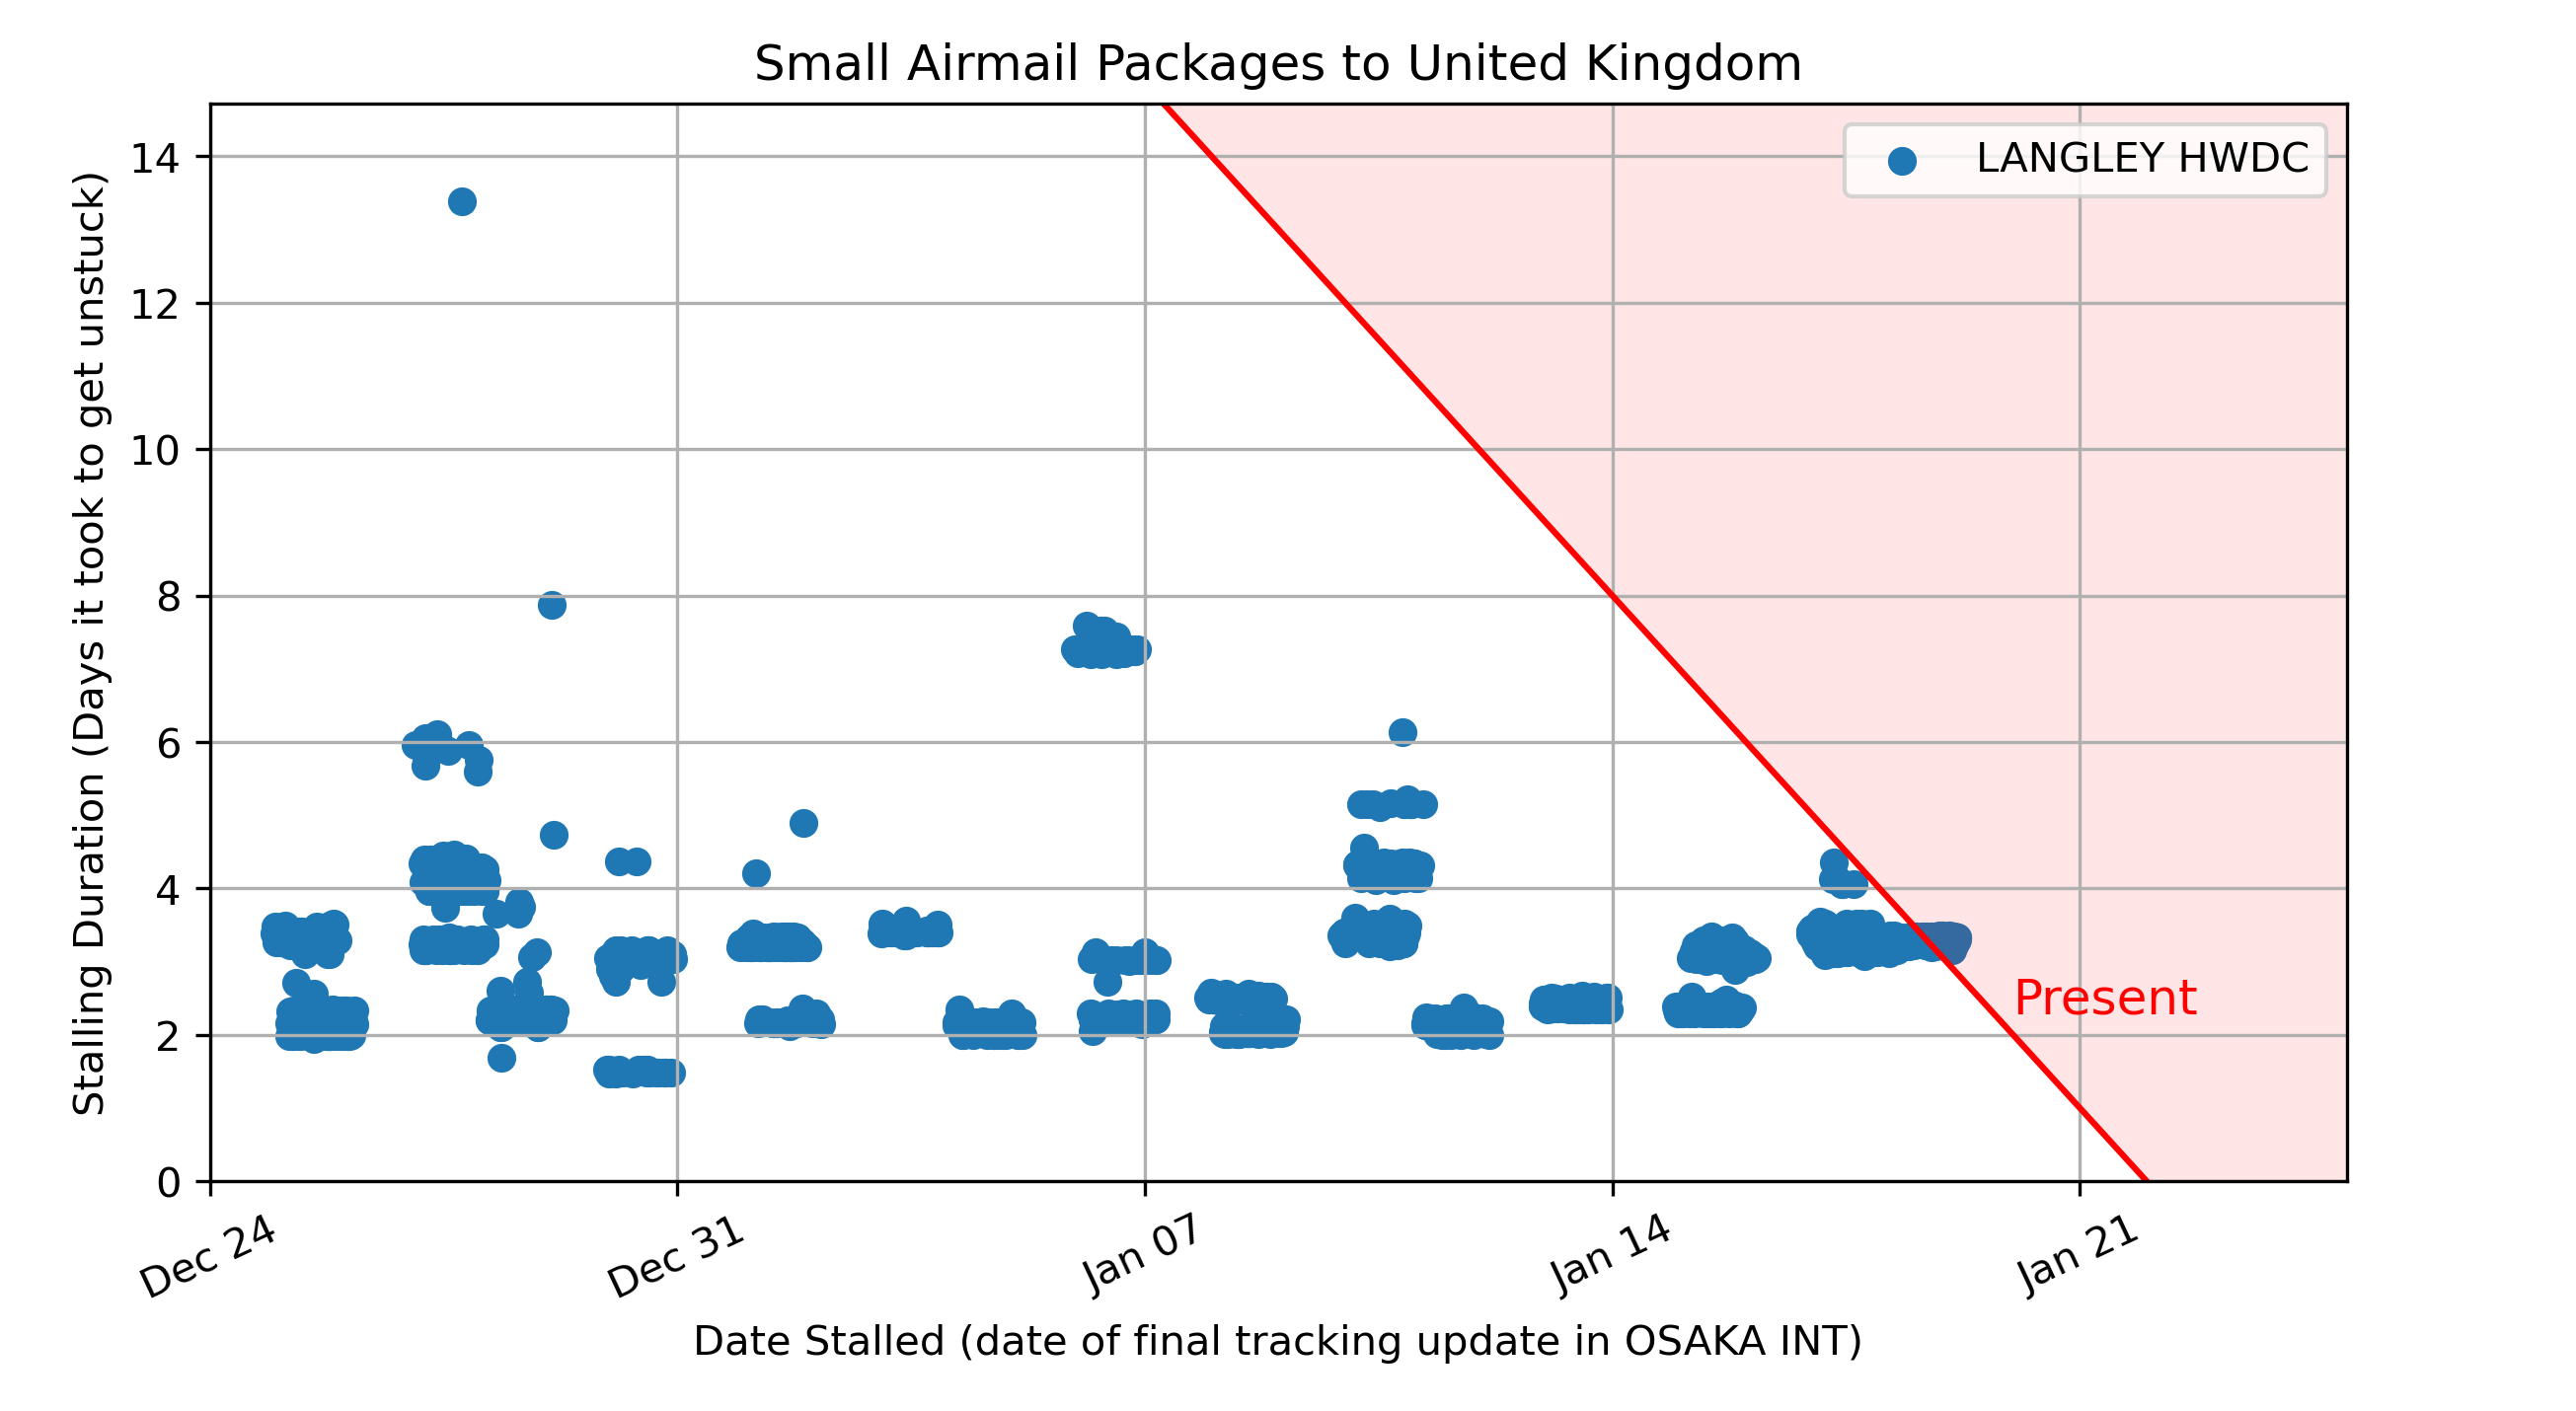 Small Airmail Packages to United Kingdom
LANGLEY HWDC
Stalling Duration (Days it took to get unstuck)
14
12
10
8
6
4
2
0
Present
Dec 24
Dec 31
Jan 07
Jan 14
Jan 21
Date Stalled (date of final tracking update in OSAKA INT)